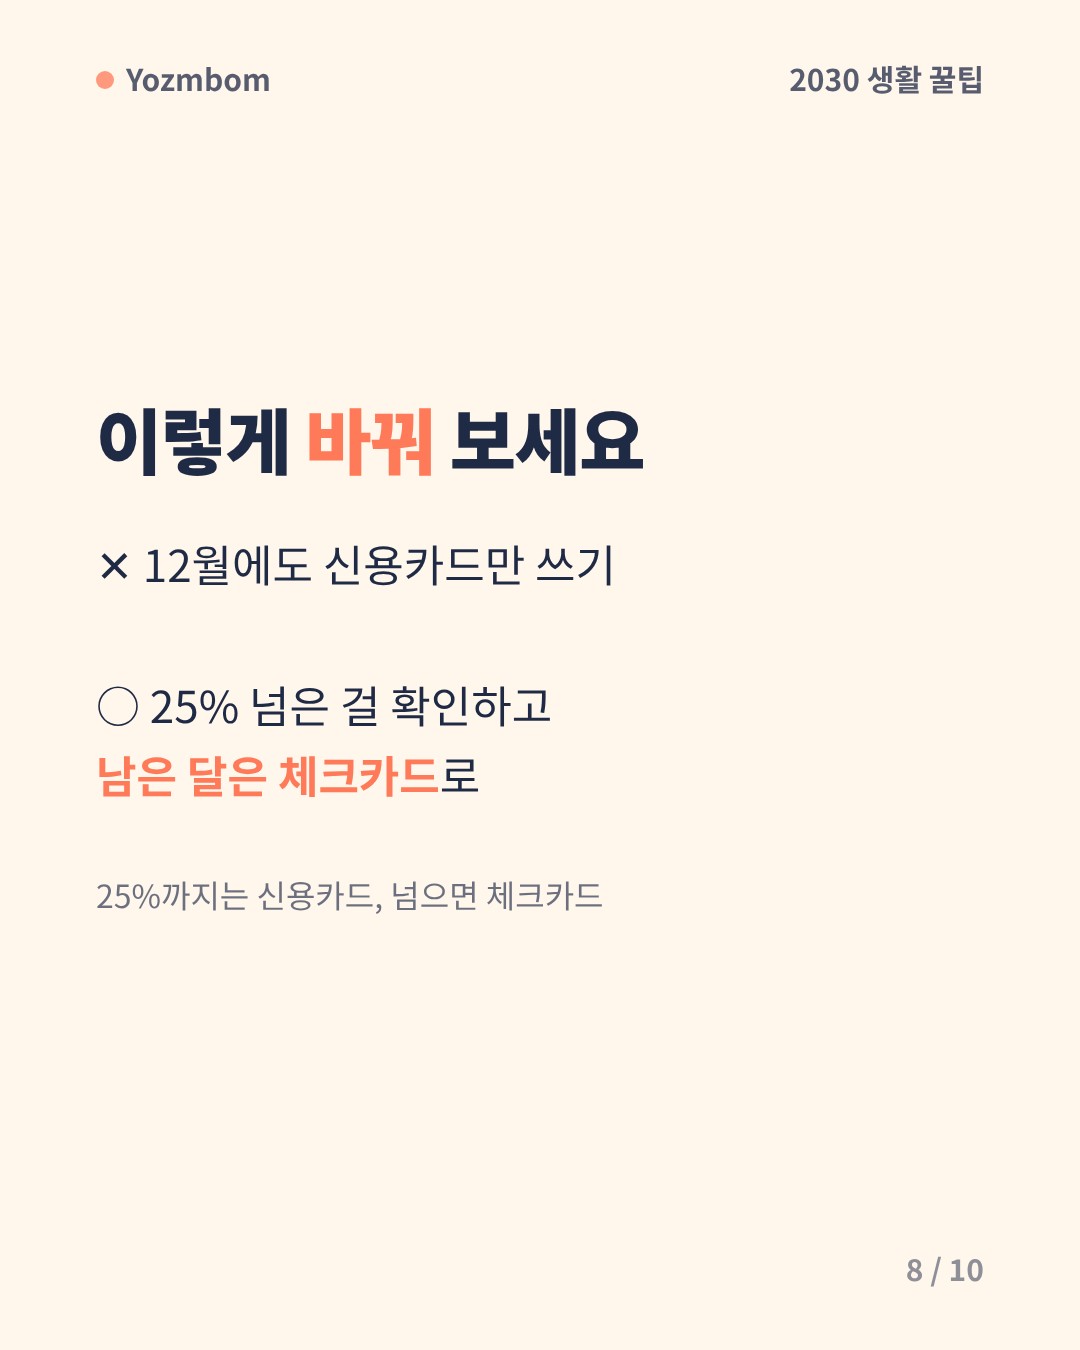 Yozmbom
2030 생활 꿀팁
이렇게 바꿔 보세요
✕ 12월에도 신용카드만 쓰기
◯ 25% 넘은 걸 확인하고
남은 달은 체크카드로
25%까지는 신용카드, 넘으면 체크카드
8 / 10